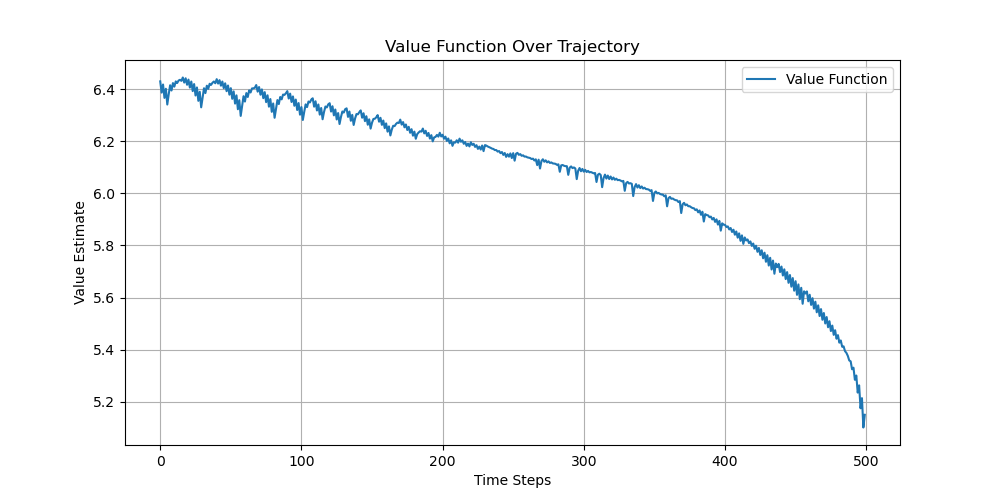 Value Function Over Trajectory
Value Function
Value Estimate
6.4
6.2
6.0
5.8
5.6
5.4
5.2
0 100 200 300 400 500
Time Steps